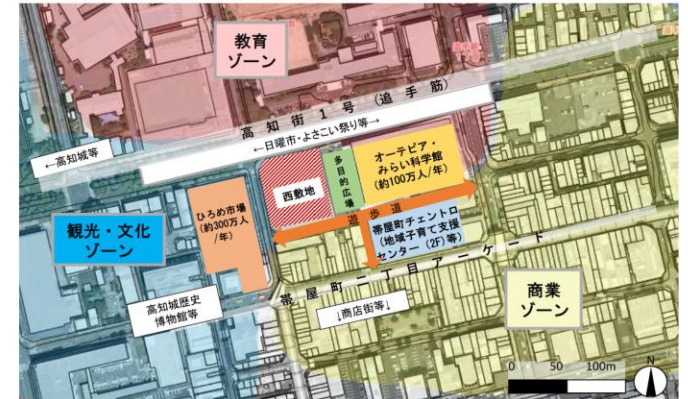 教育
ゾーン
高知街1号(追手筋)
←高知城等
←日曜市・よさこい祭り等→
西敷地
多目的広場
オーテピア・
みらい科学館
(約100万人/年)
ひろめ市場
(約300万人
/年)
遊歩道
観光・文化
ゾーン
帯屋町チェントロ
(地域子育て支援
センター(2F)等)
帯屋町二丁目アーケード
高知城歴史
博物館等
↓商店街等↓
商業
ゾーン
0 50 100m
N